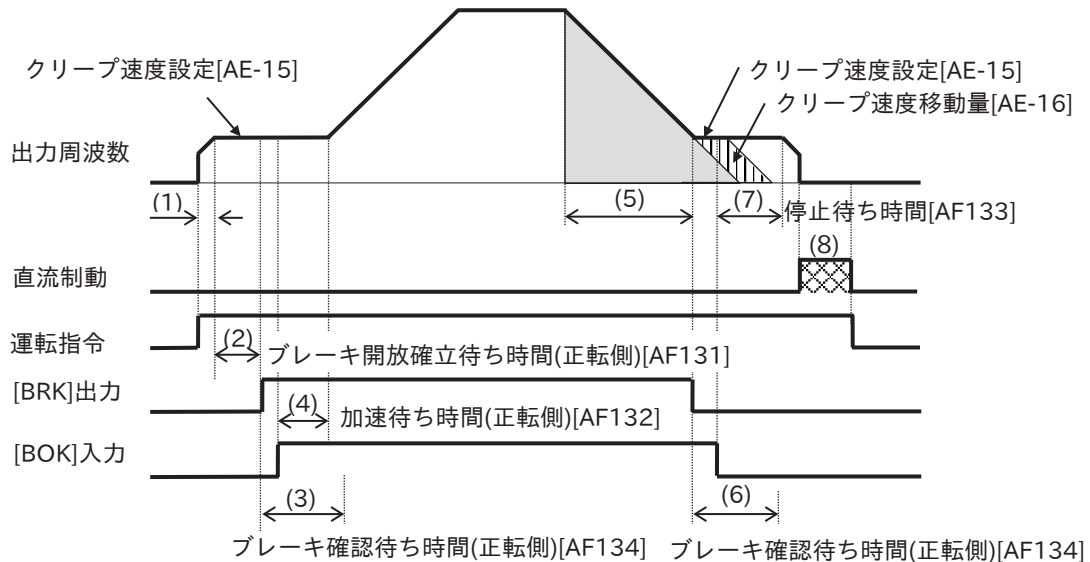 クリープ速度設定[AE-15]
クリープ速度設定[AE-15]
クリープ速度移動量[AE-16]
出力周波数
(1)
(5)
(7)
停止待ち時間[AF133]
(8)
直流制動
運転指令
(2)
ブレーキ開放確立待ち時間(正転側)[AF131]
[BRK]出力
(4)
加速待ち時間(正転側)[AF132]
[BOK]入力
(3)
(6)
ブレーキ確認待ち時間(正転側)[AF134]
ブレーキ確認待ち時間(正転側)[AF134]